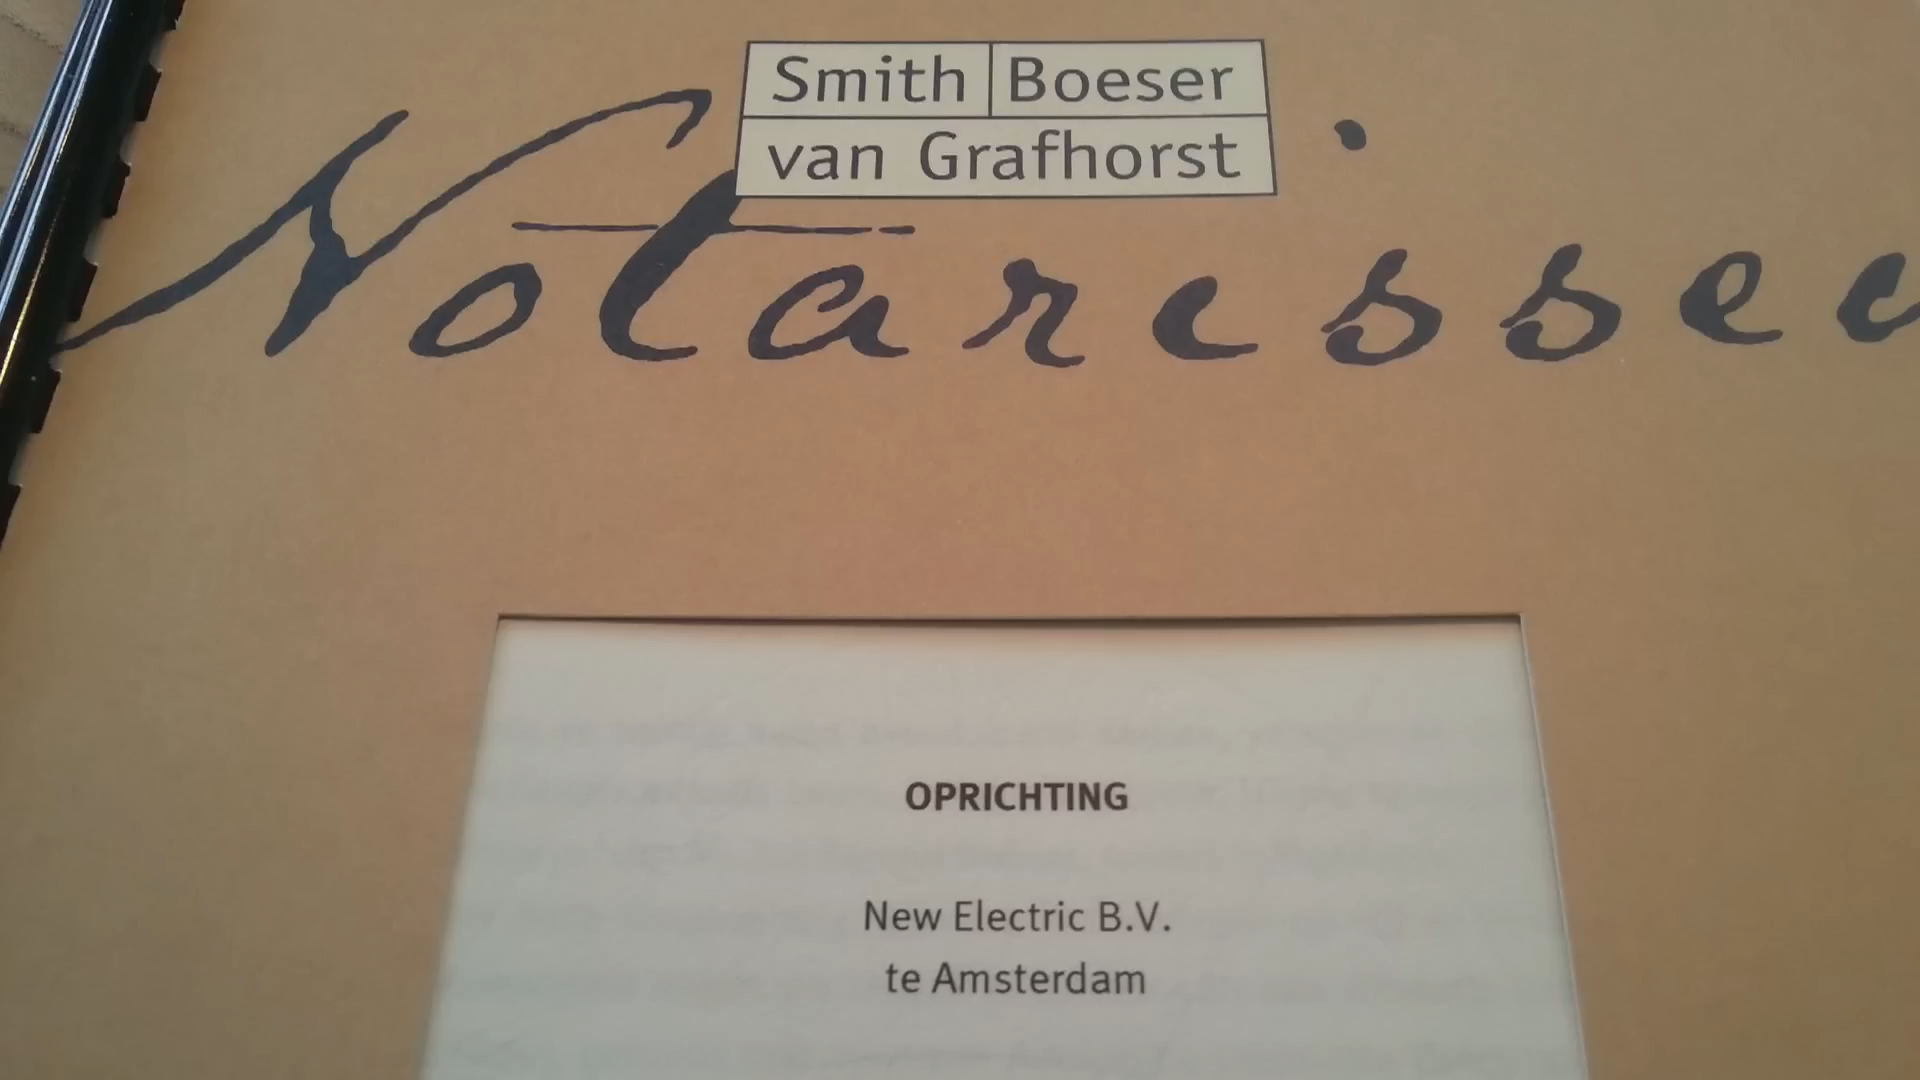 Smith Boeser
van Grafhorst
Notarissen
OPRICHTING
New Electric B.V.
te Amsterdam